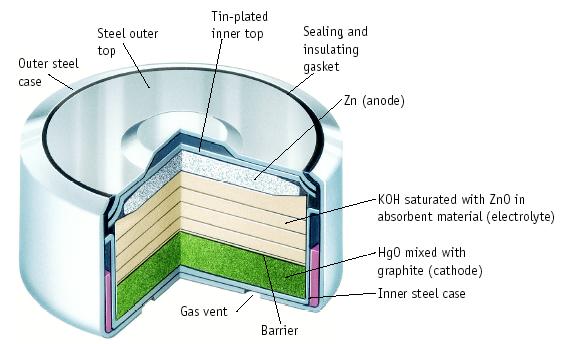 Tin-plated
inner top
Steel outer
top
Sealing and
insulating
gasket
Outer steel
case
Zn (anode)
KOH saturated with ZnO in
absorbent material (electrolyte)
HgO mixed with
graphite (cathode)
Inner steel case
Gas vent
Barrier